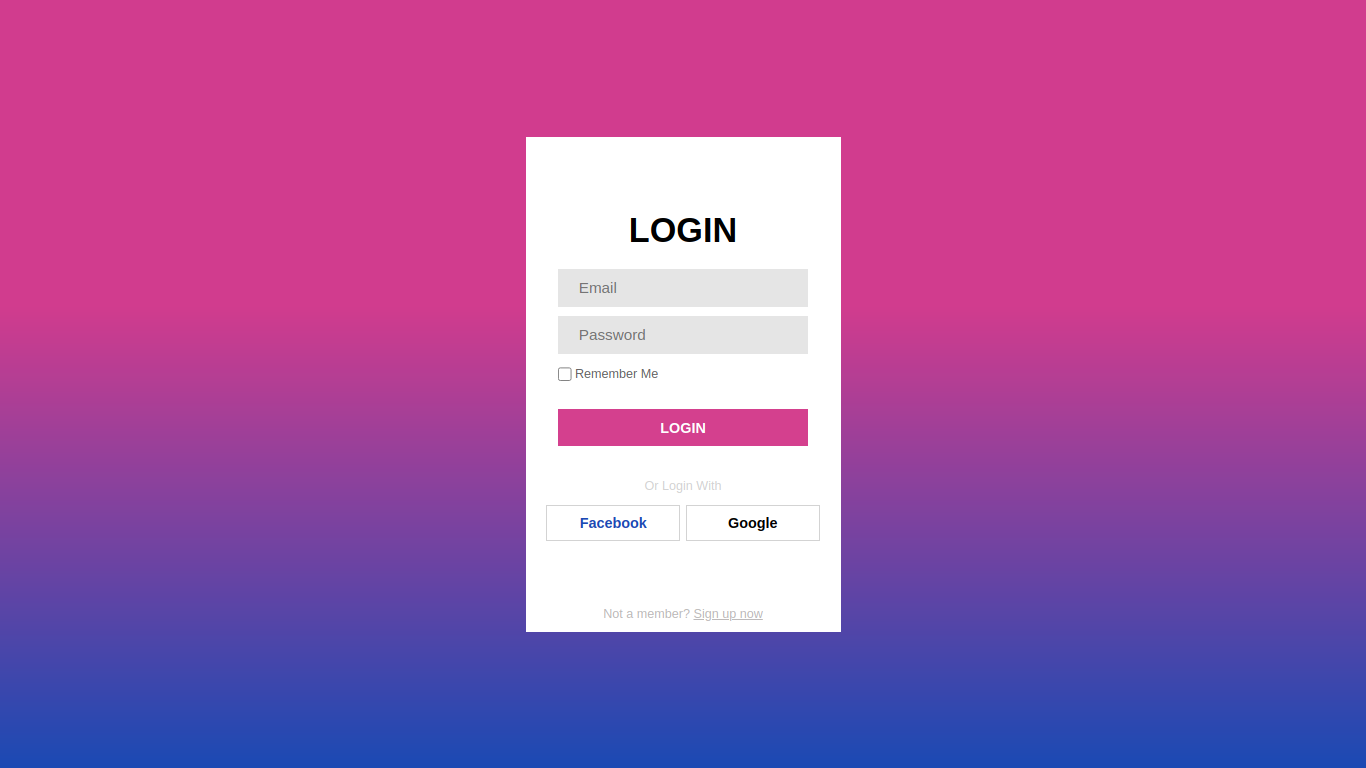 LOGIN
Email
Password
Remember Me
LOGIN
Or Login With
Facebook Google
Not a member? Sign up now